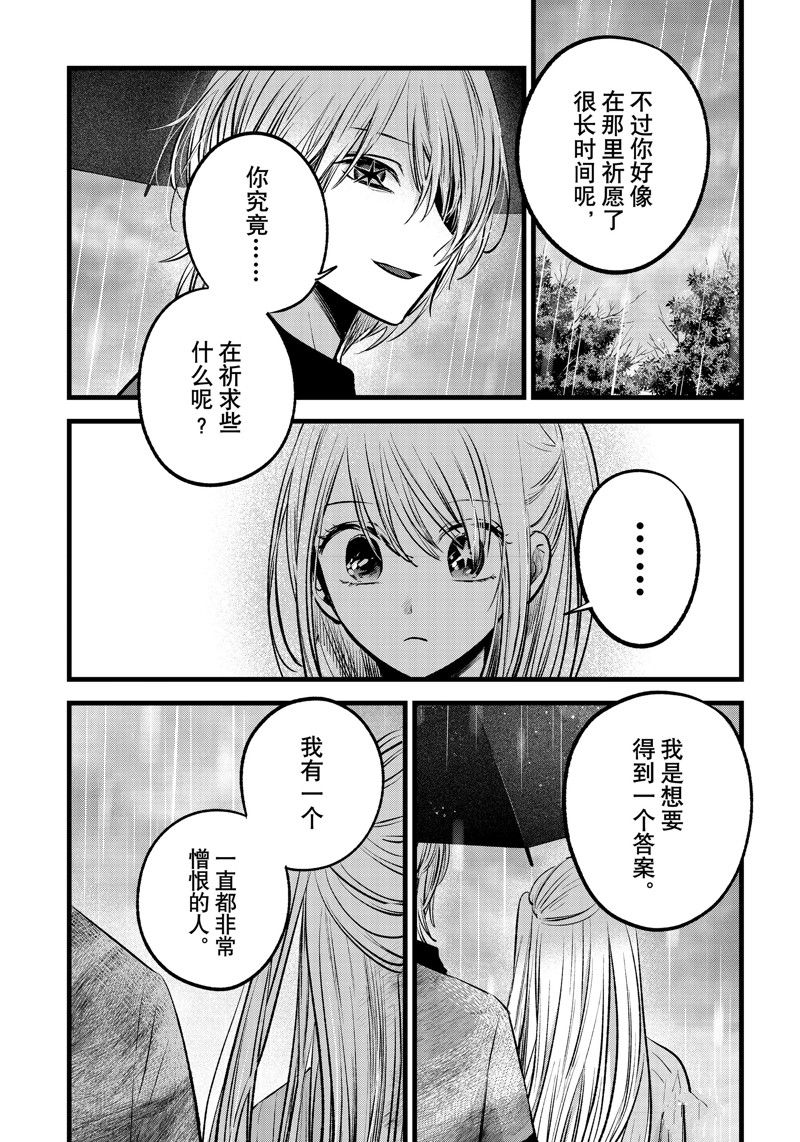 不过你好像
在那里祈愿了
很长时间呢，
你究竟……
在祈求些
什么呢？
……
我是想要
得到一个答案。
我有一个
一直都非常
憎恨的人。